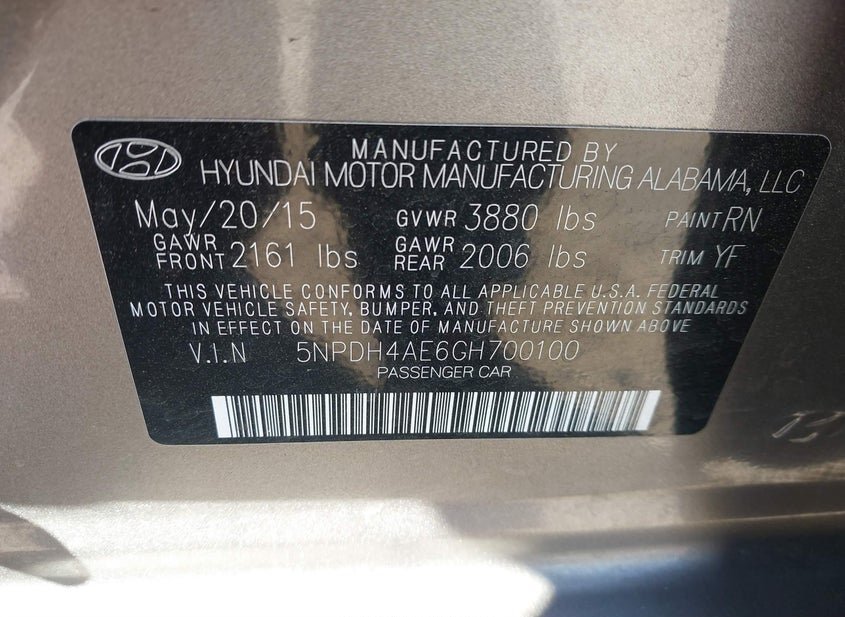 MANUFACTURED BY
HYUNDAI MOTOR MANUFACTURING ALABAMA, LLC
May/20/15 GVWR 3880 lbs PAINT RN
GAWR FRONT 2161 lbs GAWR REAR 2006 lbs TRIM YF
THIS VEHICLE CONFORMS TO ALL APPLICABLE U.S.A. FEDERAL
MOTOR VEHICLE SAFETY, BUMPER, AND THEFT PREVENTION STANDARDS
IN EFFECT ON THE DATE OF MANUFACTURE SHOWN ABOVE
V.I.N 5NPDH4AE6GH700100
PASSENGER CAR